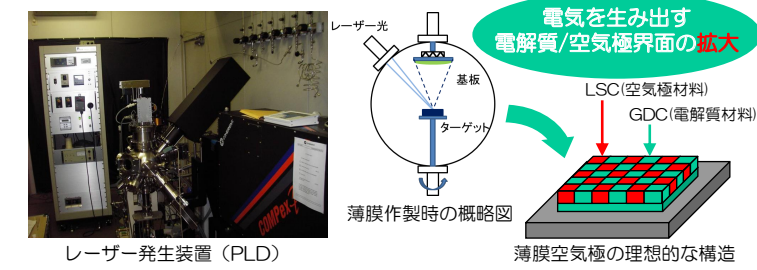 電気を生み出す
電解質/空気極界面の拡大
レーザー光
基板
ターゲット
LSC(空気極材料)
GDC(電解質材料)
COMPex
薄膜作製時の概略図
レーザー発生装置（PLD）
薄膜空気極の理想的な構造